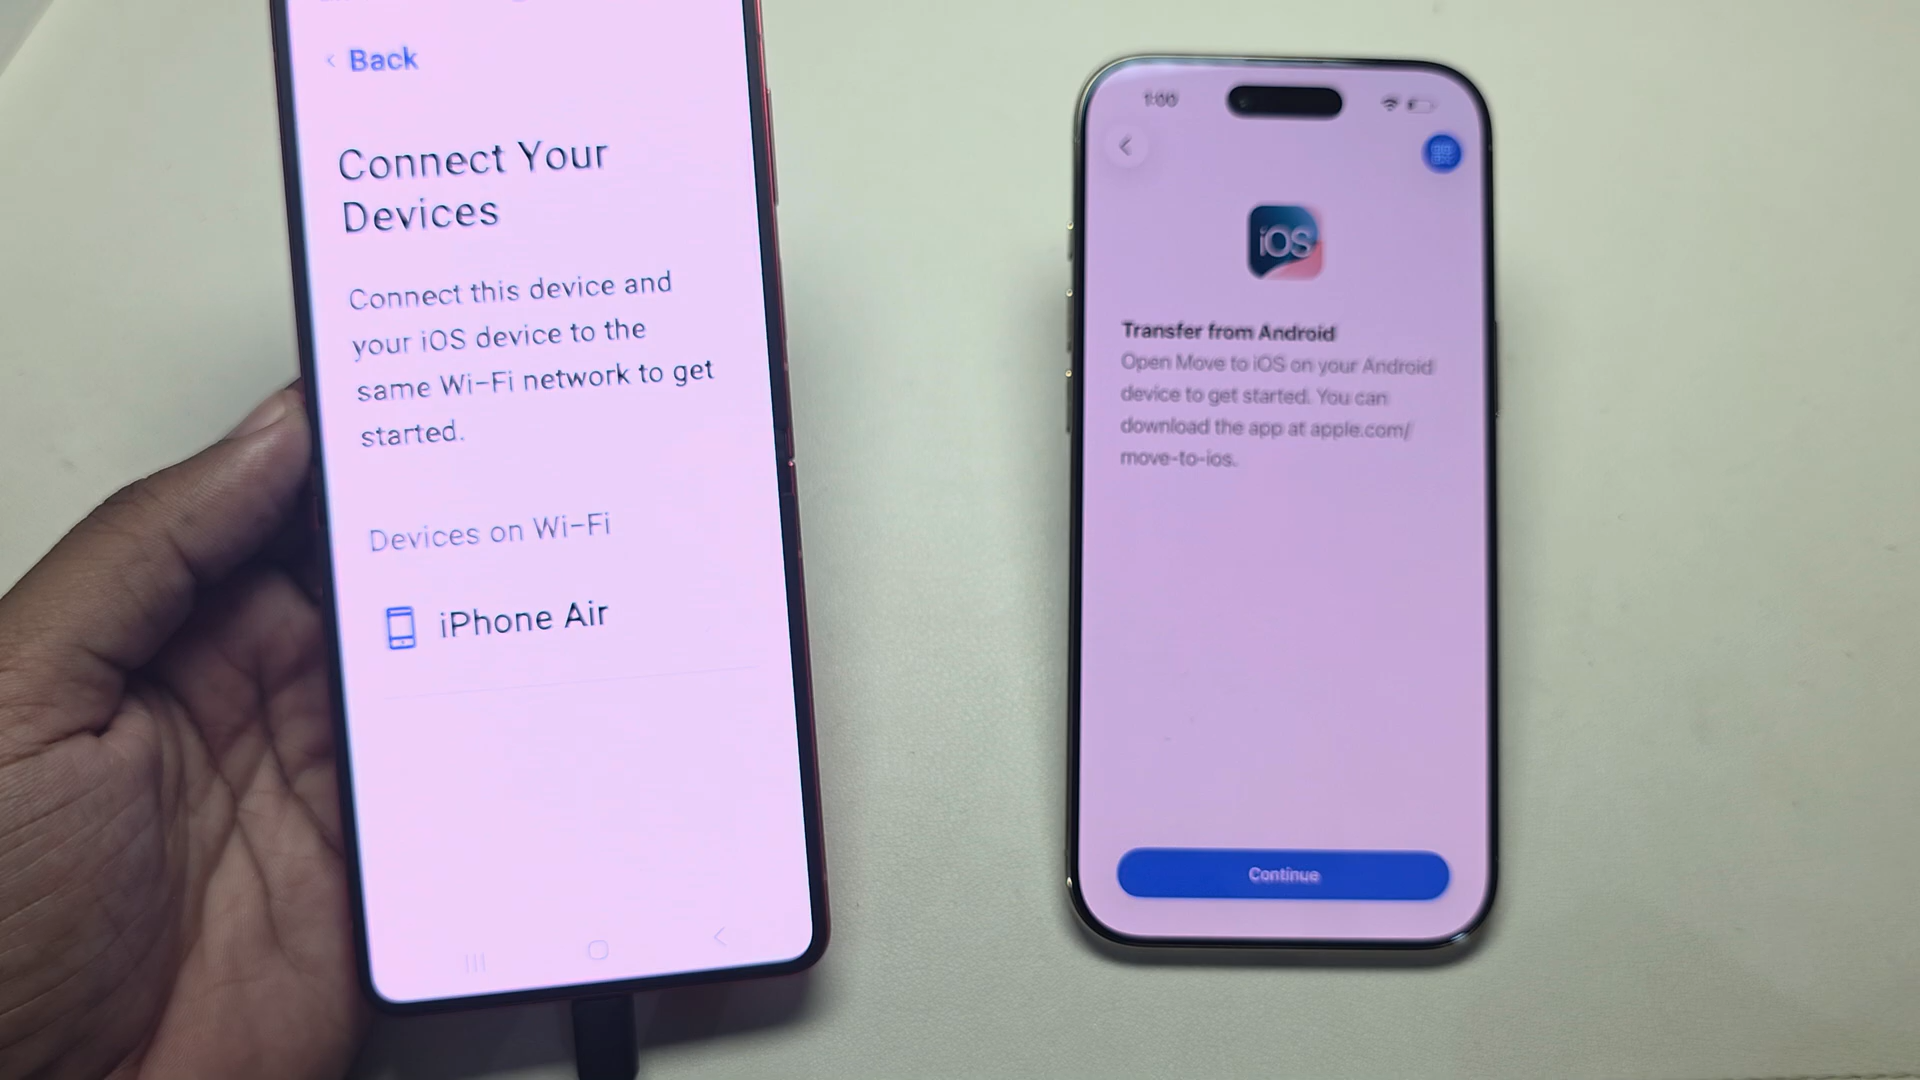 Back
Connect Your
Devices
Connect this device and
your iOS device to the
same Wi-Fi network to get
started.
Devices on Wi-Fi
iPhone Air
1:00
iOS
Transfer from Android
Open Move to iOS on your Android
device to get started. You can
download the app at apple.com/
move-to-ios.
Continue